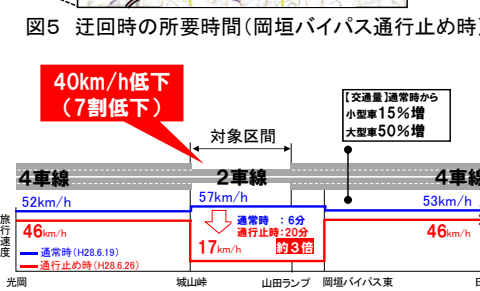 図5 迂回時の所要時間(岡垣バイパス通行止め時)
40km/h低下
(7割低下)
【交通量】通常時から
小型車15%増
大型車50%増
対象区間
4車線
2車線
4車線
52km/h
57km/h
53km/h
旅行速度
46km/h
通常時 :6分
通行止時:20分
17km/h
約3倍
46km/h
通常時(H28.6.19)
通行止め時(H28.6.26)
光岡
城山峠
山田ランプ
岡垣バイパス東